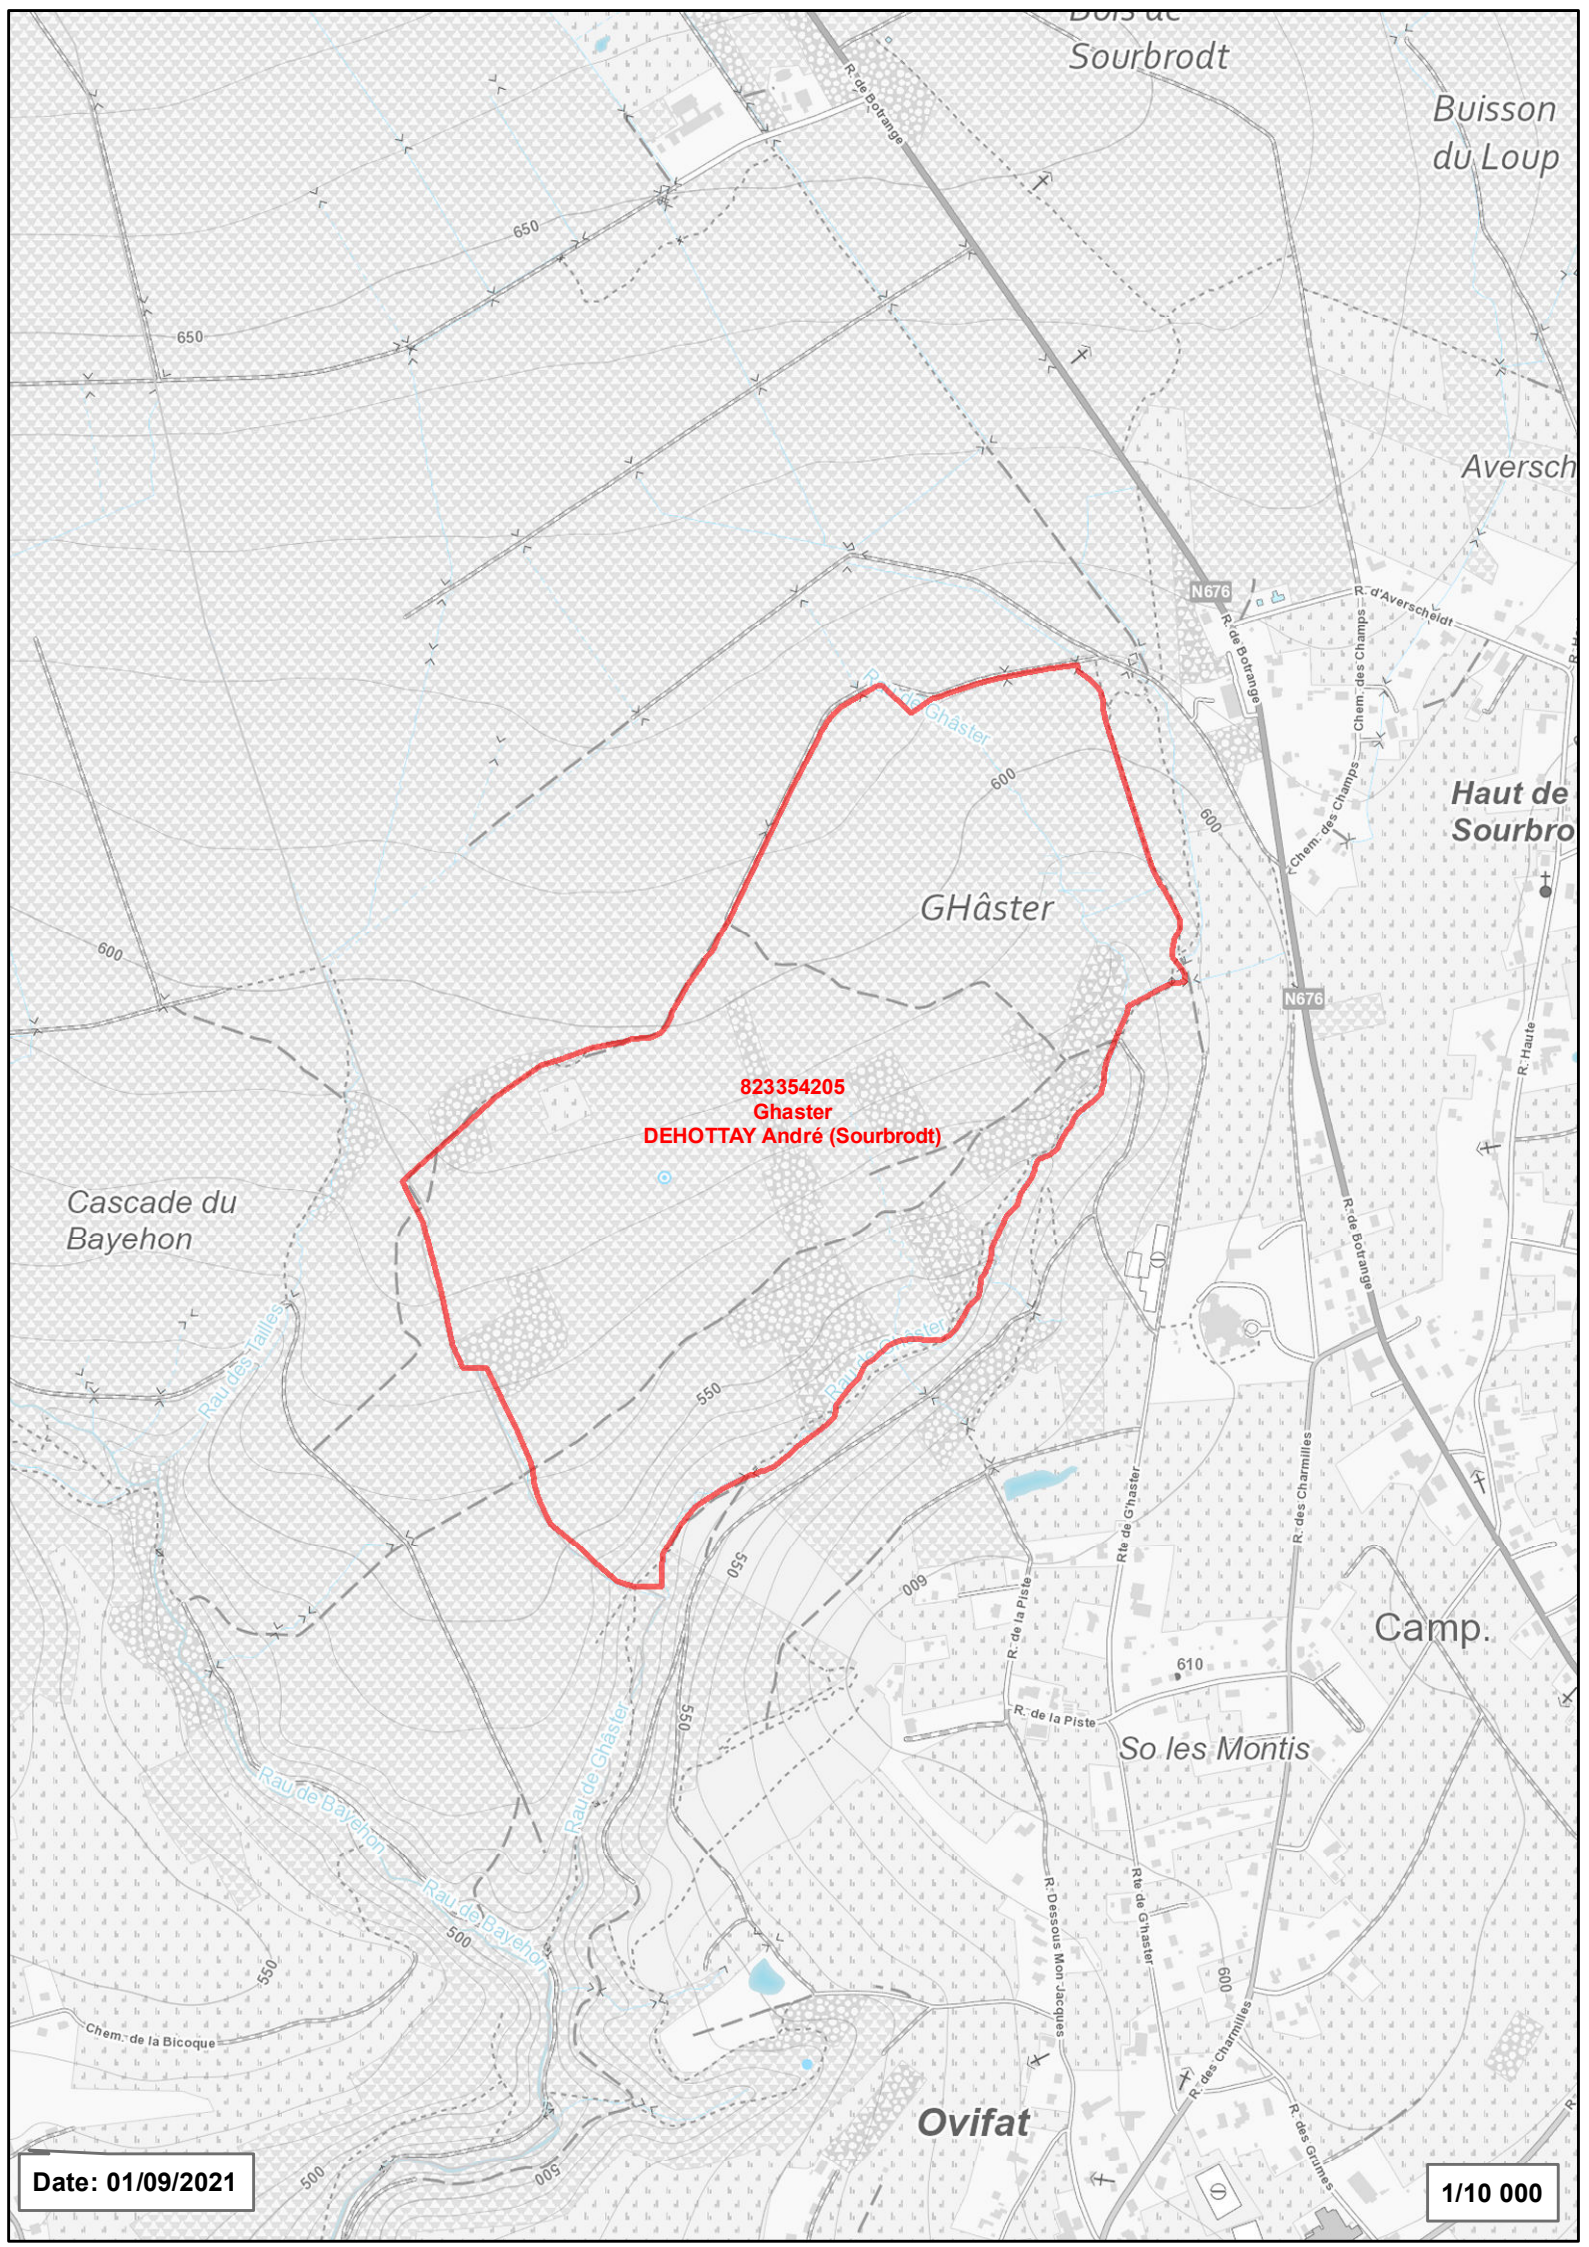 Sourbrodt
Buisson
du Loup
R. de Botrange
650
650
Aversch
N676
R. d'Averscheidt
R. de Botrange
Chem. des Champs
Chem. des Champs
Ghâster
600
600
Haut de
Sourbro
GHâster
600
N676
R. Haute
823354205
Ghaster
DEHOTTAY André (Sourbrodt)
Cascade du
Bayehon
R. de Botrange
Rau des Tailles
Rau de Ghâster
550
550
600
Rte de G'haster
R. des Charmilles
R. de la Piste
Camp.
610
R. de la Piste
So les Montis
550
Rau de Ghâster
Rau de Bayehon
Rau de Bayehon
500
550
R. Dessous Mon-Jacques
Rte de G'haster
600
Chem. de la Bicoque
R. des Charmilles
Ovifat
R. des Grumes
500
500
Date: 01/09/2021
1/10 000